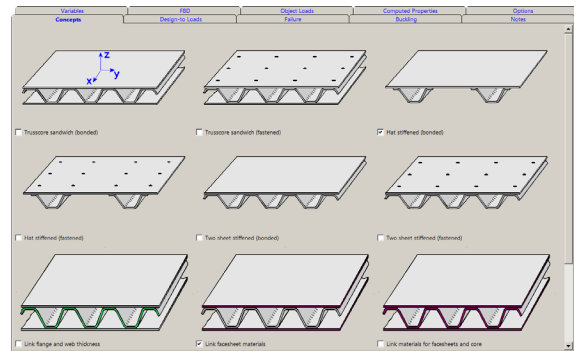 Variables FBD Object Loads Computed Properties Options
Concepts Design-to Loads Failure Buckling Notes
Z
X y
Trusscore sandwich (bonded) Trusscore sandwich (fastened) Hat stiffened (bonded)
Hat stiffened (fastened) Two sheet stiffened (bonded) Two sheet stiffened (fastened)
Link flange and web thickness Link facesheet materials Link materials for facesheets and core